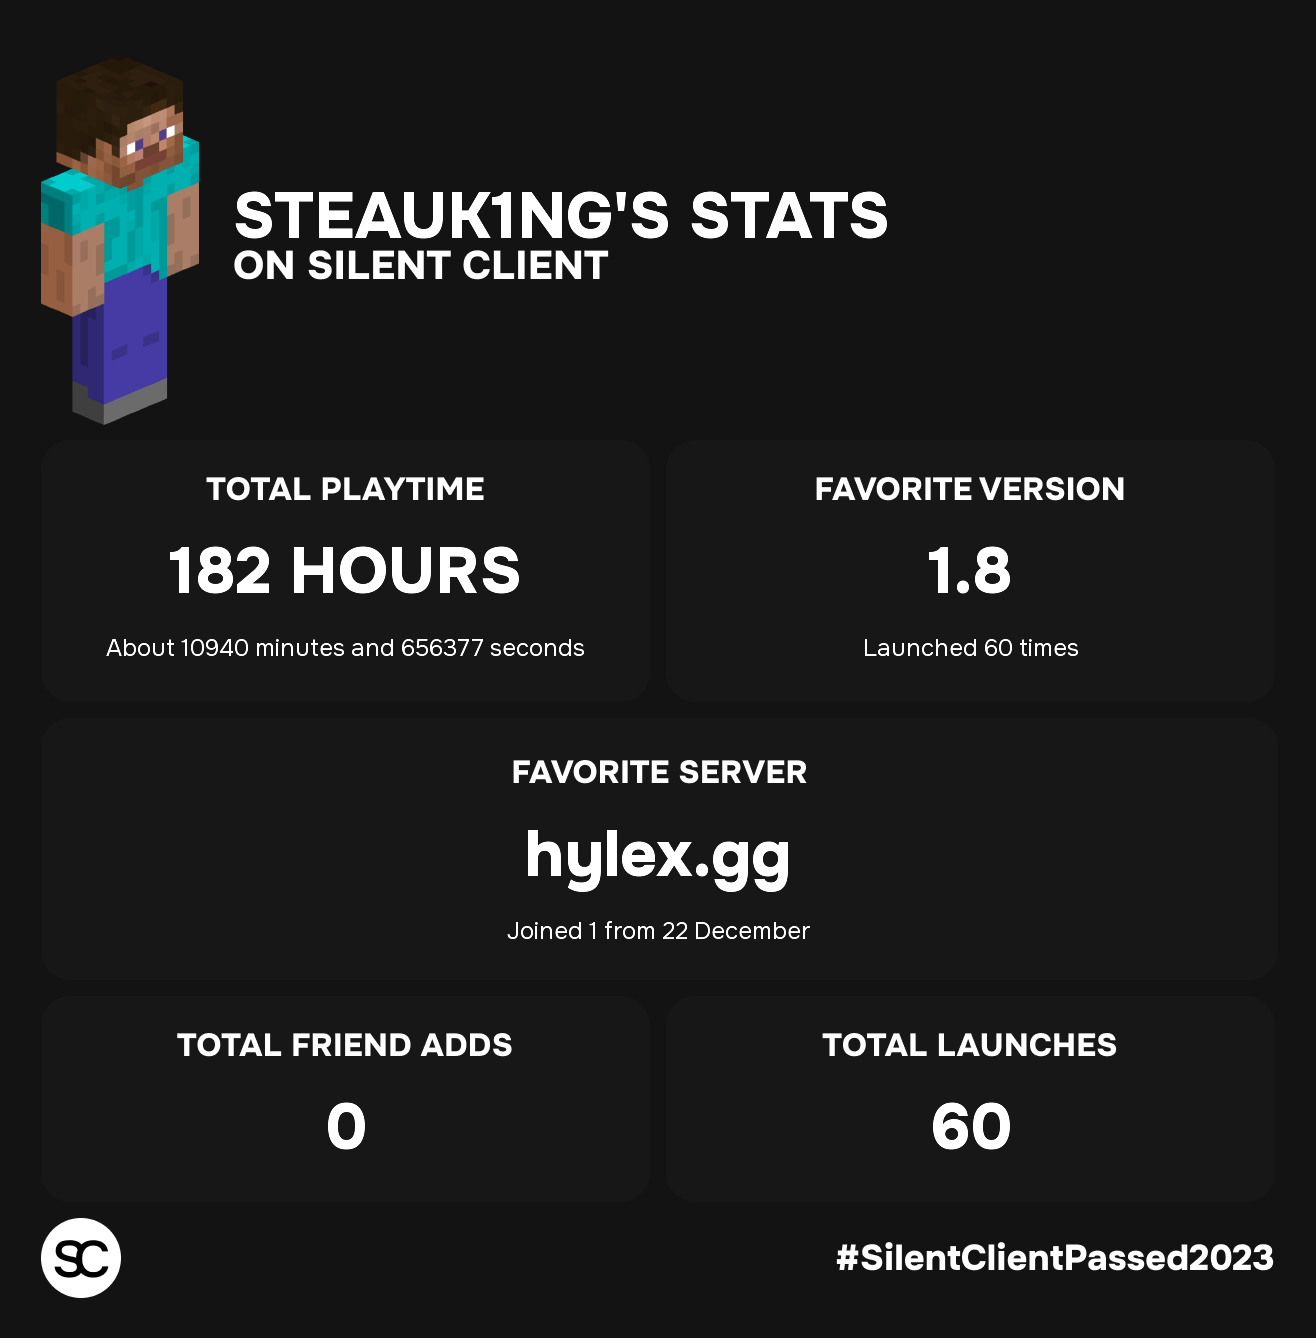 STEAUK1NG'S STATS
ON SILENT CLIENT
TOTAL PLAYTIME
182 HOURS
About 10940 minutes and 656377 seconds
FAVORITE VERSION
1.8
Launched 60 times
FAVORITE SERVER
hylex.gg
Joined 1 from 22 December
TOTAL FRIEND ADDS
0
TOTAL LAUNCHES
60
SC
#SilentClientPassed2023